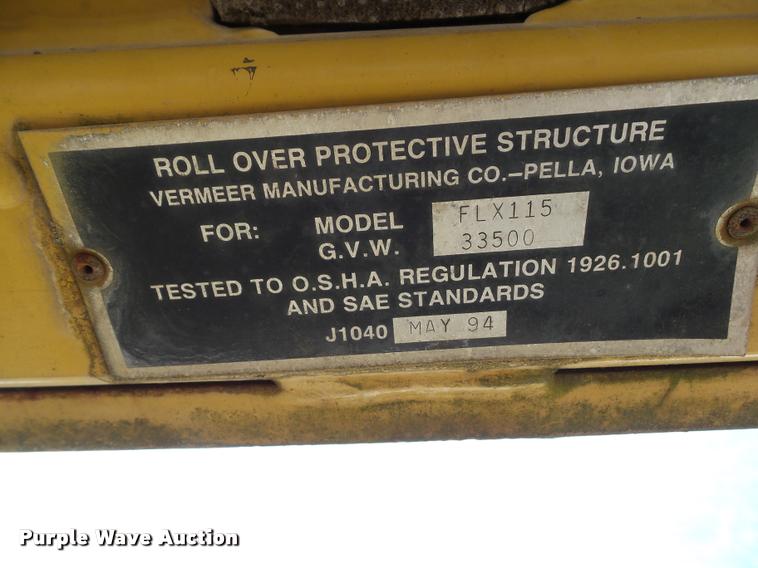 ROLL OVER PROTECTIVE STRUCTURE
VERMEER MANUFACTURING CO.-PELLA, IOWA
FOR: MODEL FLX115
G.V.W. 33500
TESTED TO O.S.H.A. REGULATION 1926.1001
AND SAE STANDARDS
J1040 MAY 94
Purple Wave Auction